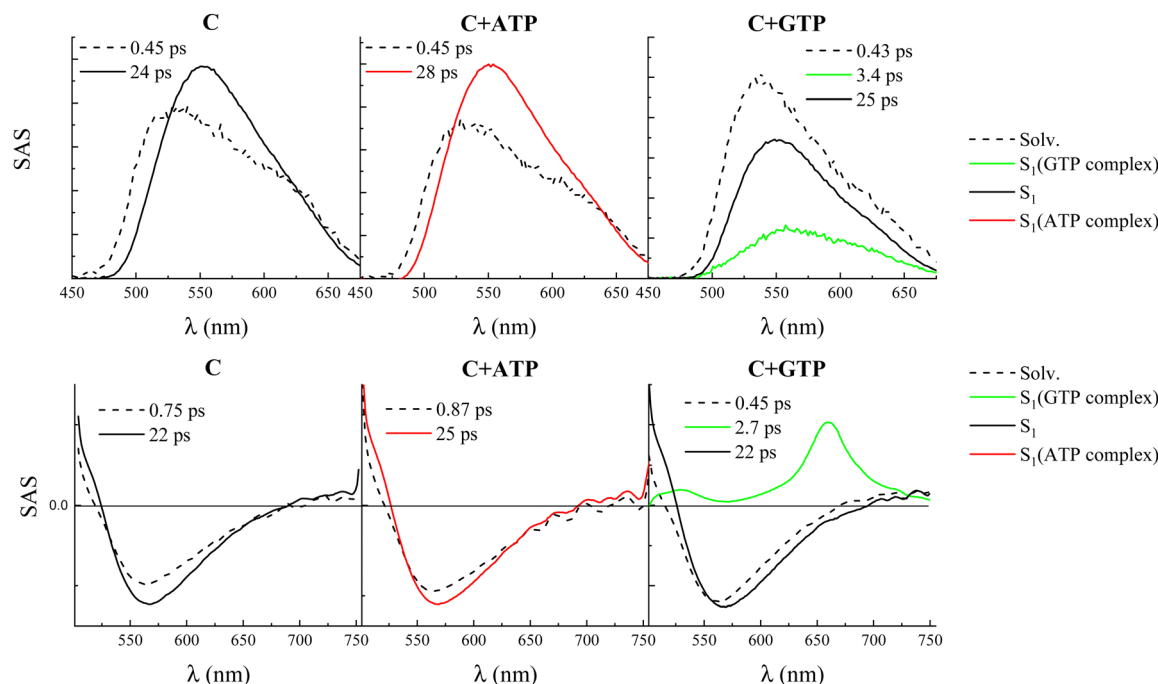 C
C+ATP
C+GTP
0.45 ps
24 ps
0.45 ps
28 ps
0.43 ps
3.4 ps
25 ps
SAS
Solv.
S₁(GTP complex)
S₁
S₁(ATP complex)
450 500 550 600 650
450 500 550 600 650
450 500 550 600 650
λ (nm)
λ (nm)
λ (nm)
C
C+ATP
C+GTP
0.75 ps
22 ps
0.87 ps
25 ps
0.45 ps
2.7 ps
22 ps
SAS
0.0
Solv.
S₁(GTP complex)
S₁
S₁(ATP complex)
550 600 650 700 750
550 600 650 700 750
550 600 650 700 750
λ (nm)
λ (nm)
λ (nm)